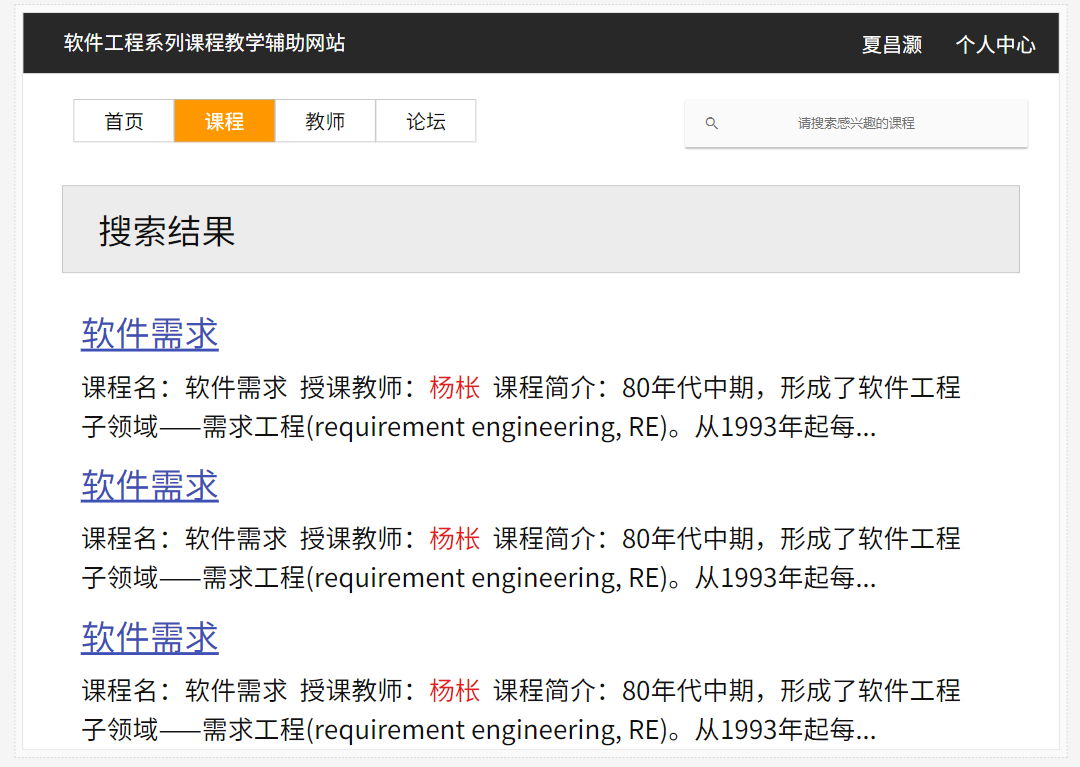 软件工程系列课程教学辅助网站
夏昌灏 个人中心
首页 课程 教师 论坛
请搜索感兴趣的课程
搜索结果
软件需求
课程名：软件需求 授课教师：杨枨 课程简介：80年代中期，形成了软件工程
子领域——需求工程(requirement engineering, RE)。从1993年起每...
软件需求
课程名：软件需求 授课教师：杨枨 课程简介：80年代中期，形成了软件工程
子领域——需求工程(requirement engineering, RE)。从1993年起每...
软件需求
课程名：软件需求 授课教师：杨枨 课程简介：80年代中期，形成了软件工程
子领域——需求工程(requirement engineering, RE)。从1993年起每...